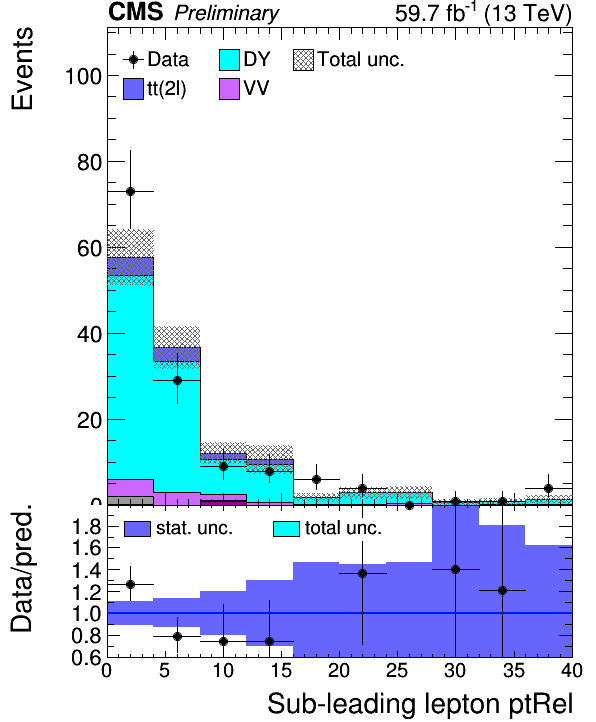 CMS Preliminary 59.7 fb-1 (13 TeV)
Events
Data DY Total unc.
tt(2l) VV
100
80
60
40
20
0
Data/pred.
stat. unc. total unc.
1.8
1.6
1.4
1.2
1.0
0.8
0.6
0 5 10 15 20 25 30 35 40
Sub-leading lepton ptRel